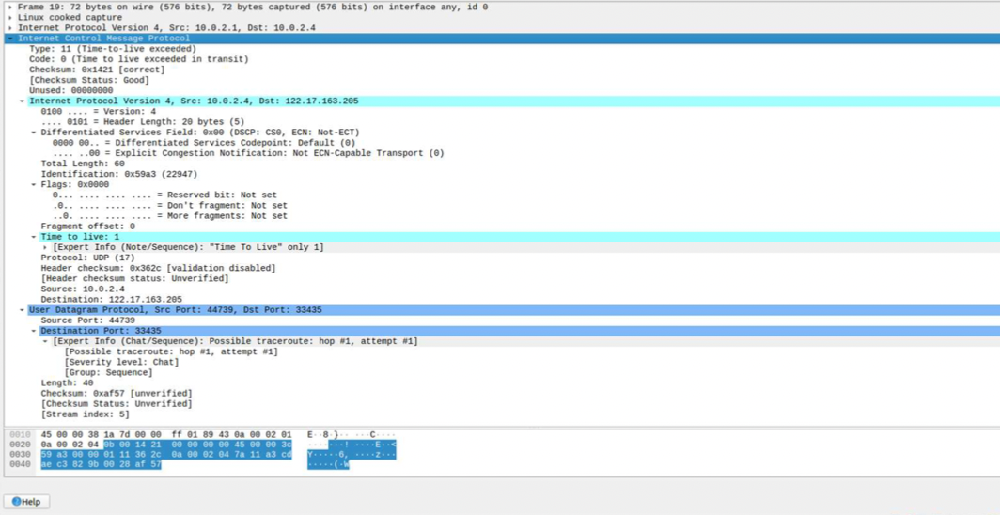 Frame 19: 72 bytes on wire (576 bits), 72 bytes captured (576 bits) on interface any, id 0
Linux cooked capture
Internet Protocol Version 4, Src: 10.0.2.1, Dst: 10.0.2.4
Internet Control Message Protocol
Type: 11 (Time-to-live exceeded)
Code: 0 (Time to live exceeded in transit)
Checksum: 0x1421 [correct]
[Checksum Status: Good]
Unused: 00000000
Internet Protocol Version 4, Src: 10.0.2.4, Dst: 122.17.163.205
0100 .... = Version: 4
.... 0101 = Header Length: 20 bytes (5)
Differentiated Services Field: 0x00 (DSCP: CS0, ECN: Not-ECT)
0000 00.. = Differentiated Services Codepoint: Default (0)
.... ..00 = Explicit Congestion Notification: Not ECN-Capable Transport (0)
Total Length: 60
Identification: 0x59a3 (22947)
Flags: 0x0000
0... .... .... .... = Reserved bit: Not set
.0.. .... .... .... = Don't fragment: Not set
..0. .... .... .... = More fragments: Not set
Fragment offset: 0
Time to live: 1
[Expert Info (Note/Sequence): "Time To Live" only 1]
Protocol: UDP (17)
Header checksum: 0x362c [validation disabled]
[Header checksum status: Unverified]
Source: 10.0.2.4
Destination: 122.17.163.205
User Datagram Protocol, Src Port: 44739, Dst Port: 33435
Source Port: 44739
Destination Port: 33435
[Expert Info (Chat/Sequence): Possible traceroute: hop #1, attempt #1]
[Possible traceroute: hop #1, attempt #1]
[Severity level: Chat]
[Group: Sequence]
Length: 40
Checksum: 0xaf57 [unverified]
[Checksum Status: Unverified]
[Stream index: 5]
0010 45 00 00 38 1a 7d 00 00 ff 01 89 43 0a 00 02 01 E··8·}·· ···C····
0020 0a 00 02 04 0b 00 14 21 00 00 00 00 45 00 00 3c ·······! ····E··<
0030 59 a3 00 00 01 11 36 2c 0a 00 02 04 7a 11 a3 cd Y·····6, ····z···
0040 ae c3 82 9b 00 28 af 57 ·····(·W
Help